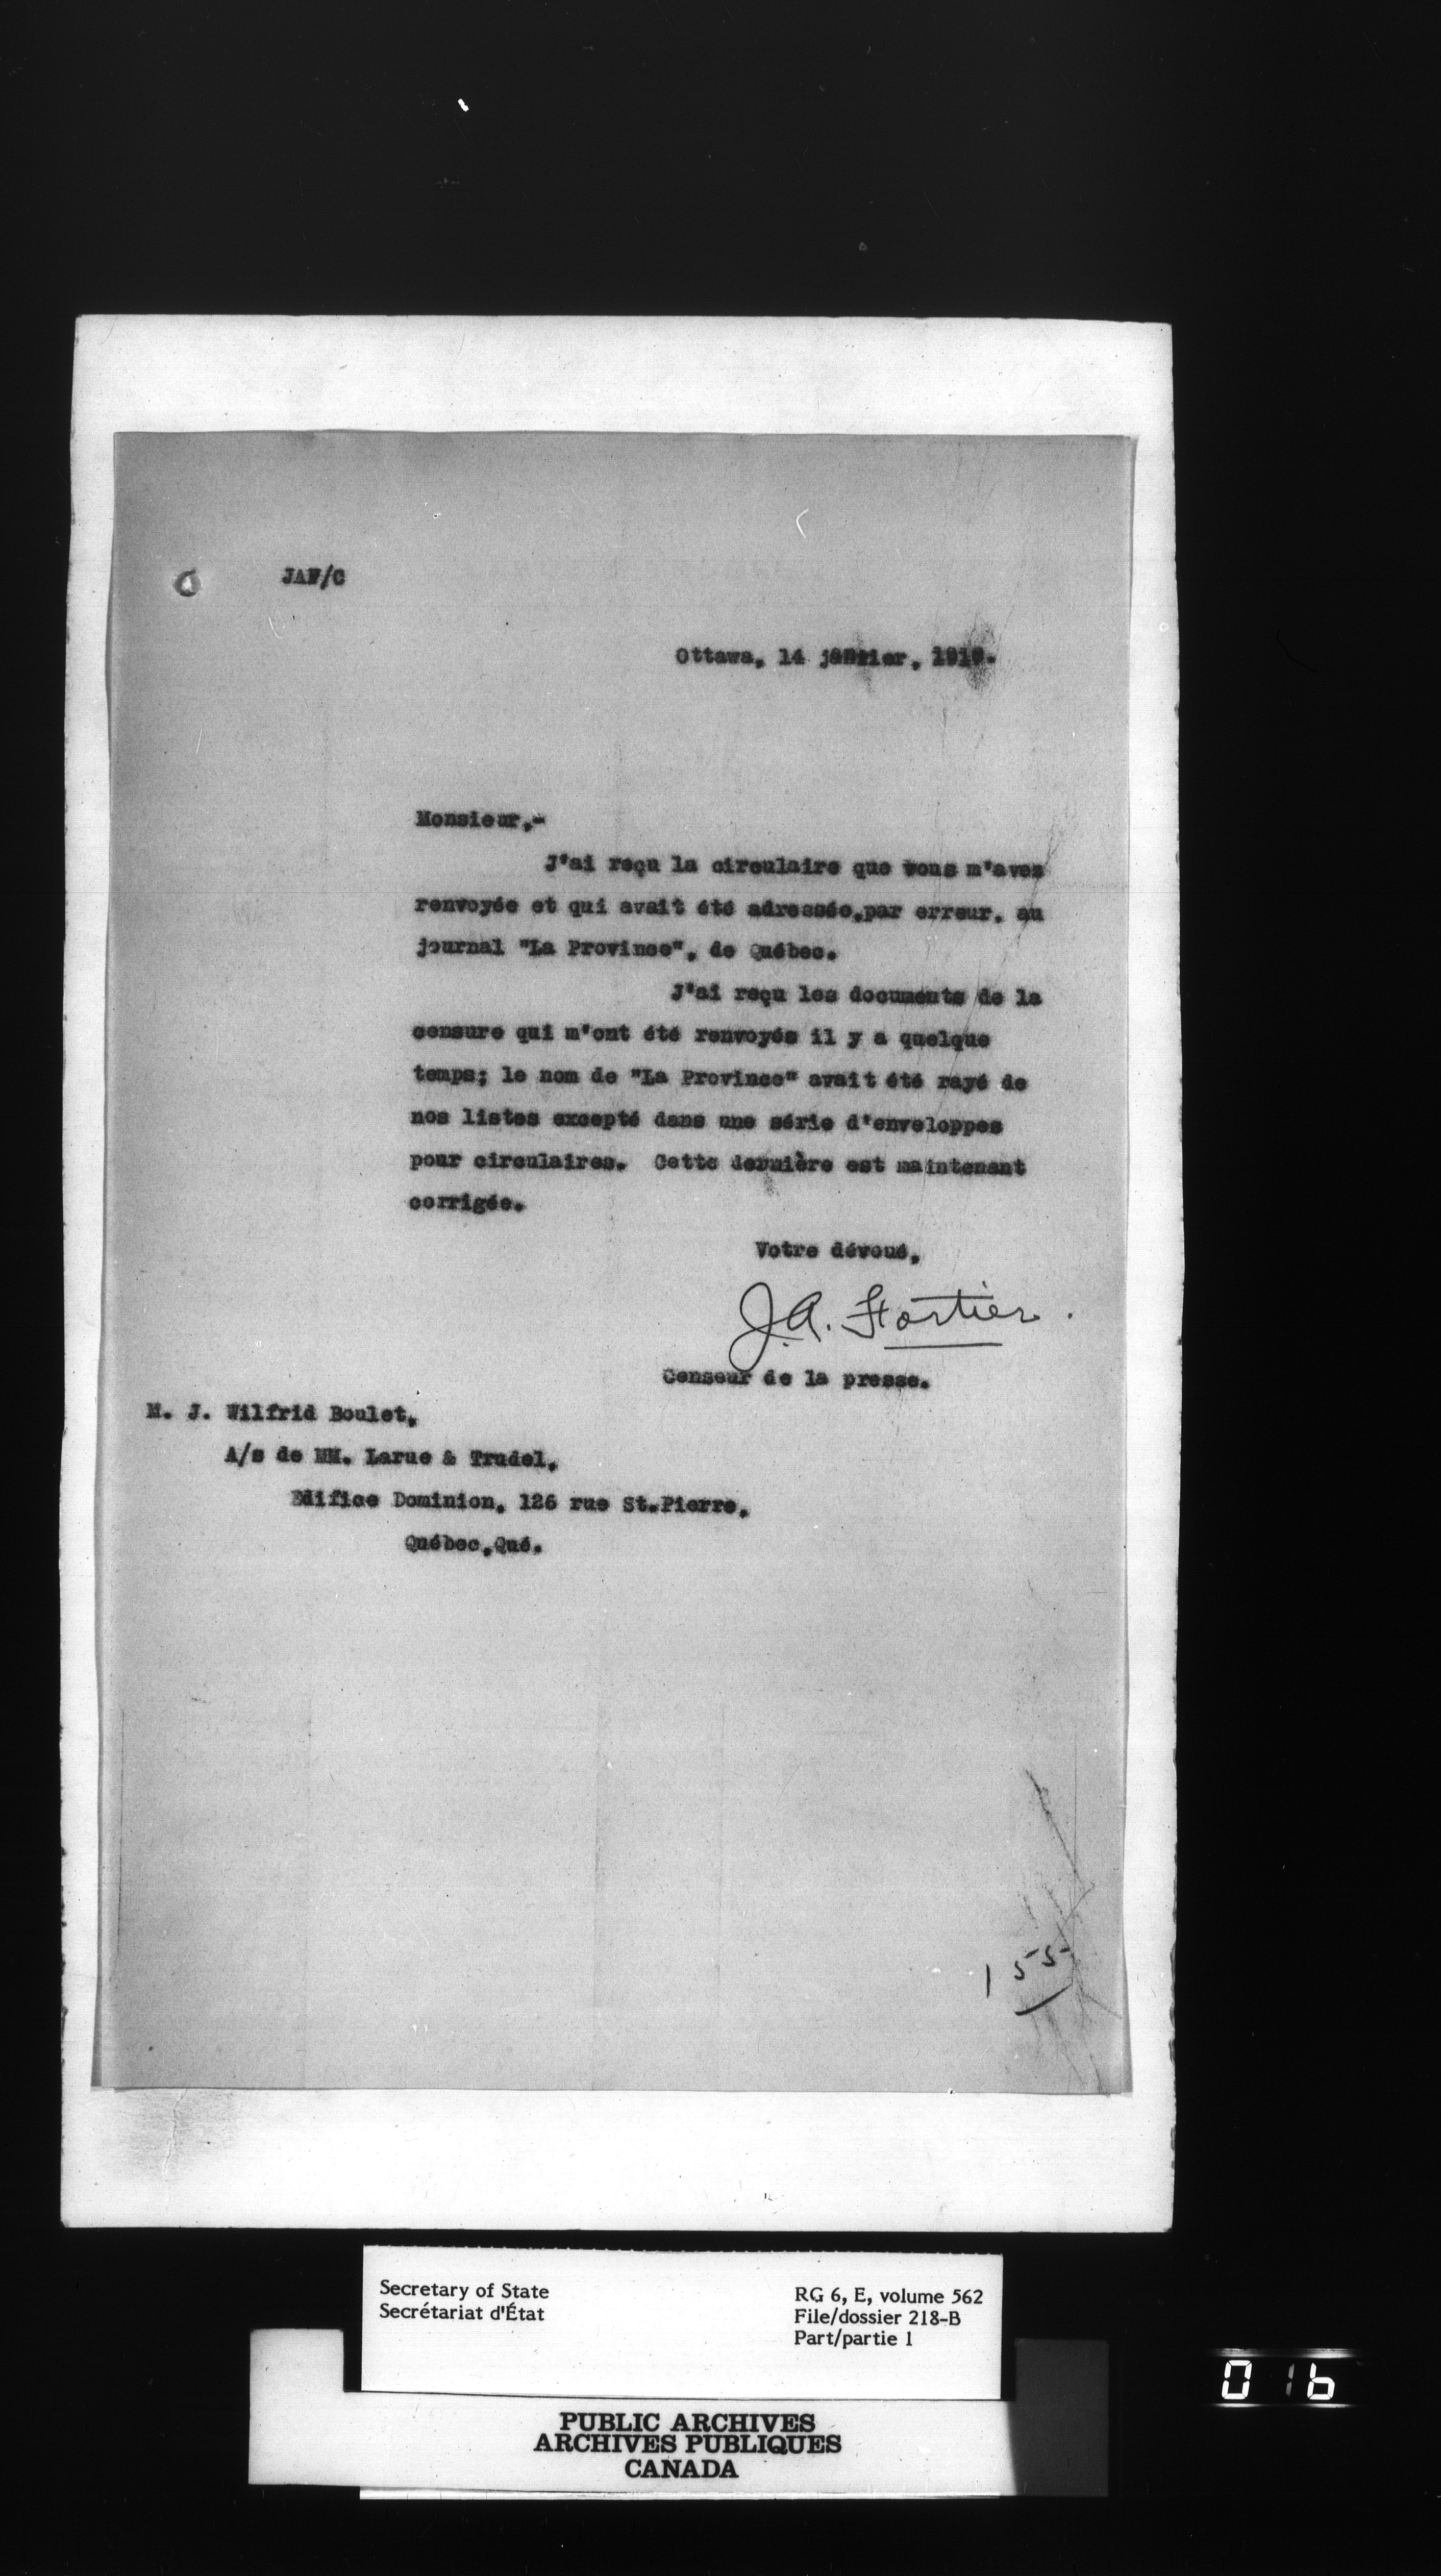 JAF/C
Ottawa, 14 janvier, 
Monsieur,-
J'ai reçu la circulaire que vous m'avez
renvoyée et qui avait été adressée,par erreur, au
journal "La Province", de Québec.
J'ai reçu les documents de la
censure qui m'ont été renvoyés il y a quelque
temps; le nom de "La Province" avait été rayé de
nos listes excepté dans une série d'enveloppes
pour circulaires. Cette dernière est maintenant
corrigée.
Votre dévoué,
J.A. Fortier.
Censeur de la presse.
M. J. Wilfrid Boulet,
A/s de MM. Larue & Trudel,
Edifice Dominion, 126 rue St.Pierre,
Québec,Qué.
155
Secretary of State
Secrétariat d'État
RG 6, E, volume 562
File/dossier 218-B
Part/partie 1
PUBLIC ARCHIVES
ARCHIVES PUBLIQUES
CANADA
016